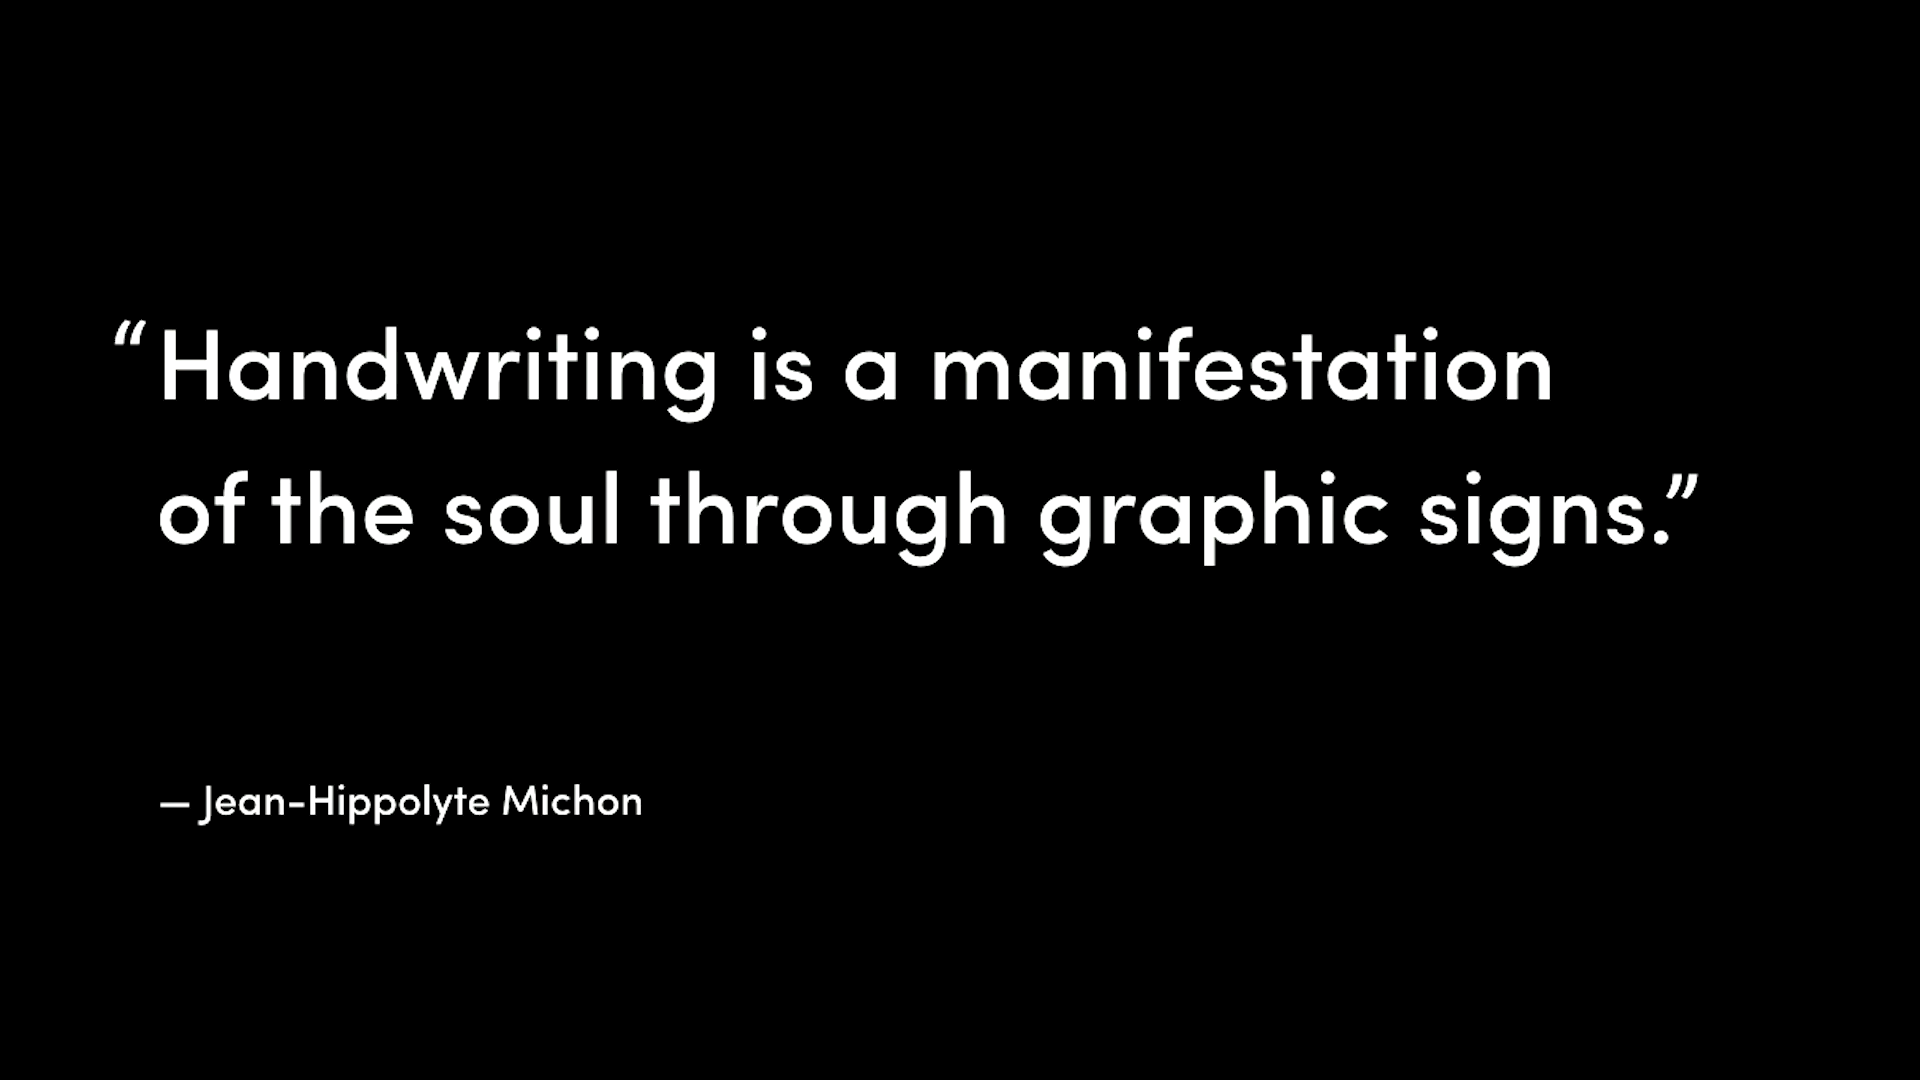 “Handwriting is a manifestation
of the soul through graphic signs.”
— Jean-Hippolyte Michon